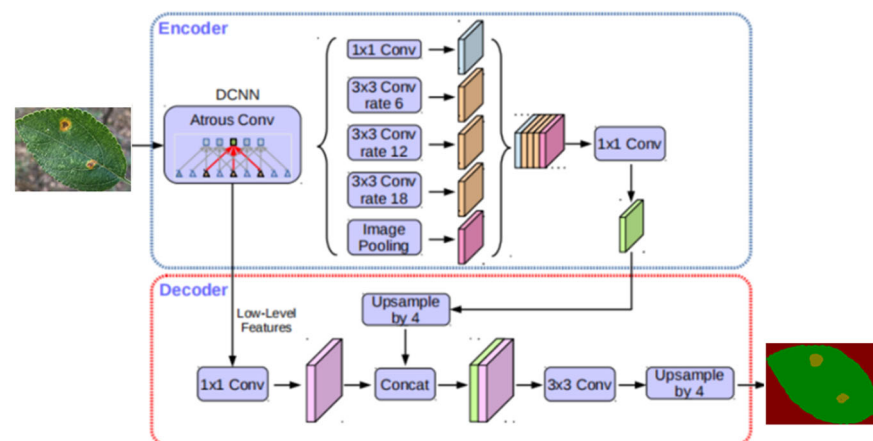 Encoder
DCNN
Atrous Conv
1x1 Conv
3x3 Conv
rate 6
3x3 Conv
rate 12
3x3 Conv
rate 18
Image
Pooling
1x1 Conv
Decoder
Low-Level
Features
Upsample
by 4
1x1 Conv
Concat
3x3 Conv
Upsample
by 4